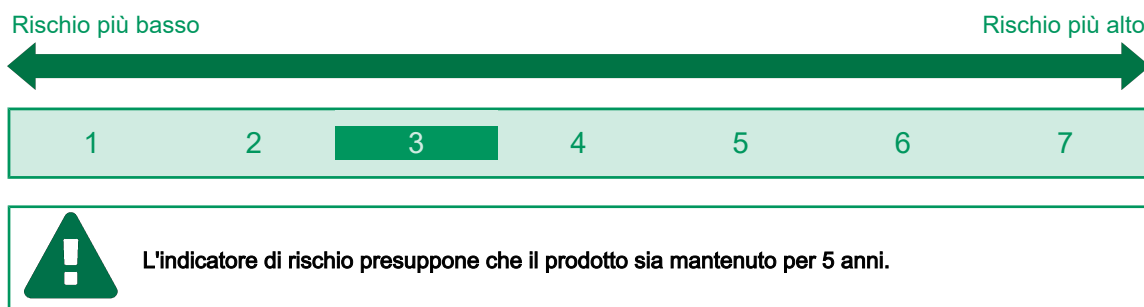 Rischio più basso Rischio più alto
1 2 3 4 5 6 7
L'indicatore di rischio presuppone che il prodotto sia mantenuto per 5 anni.